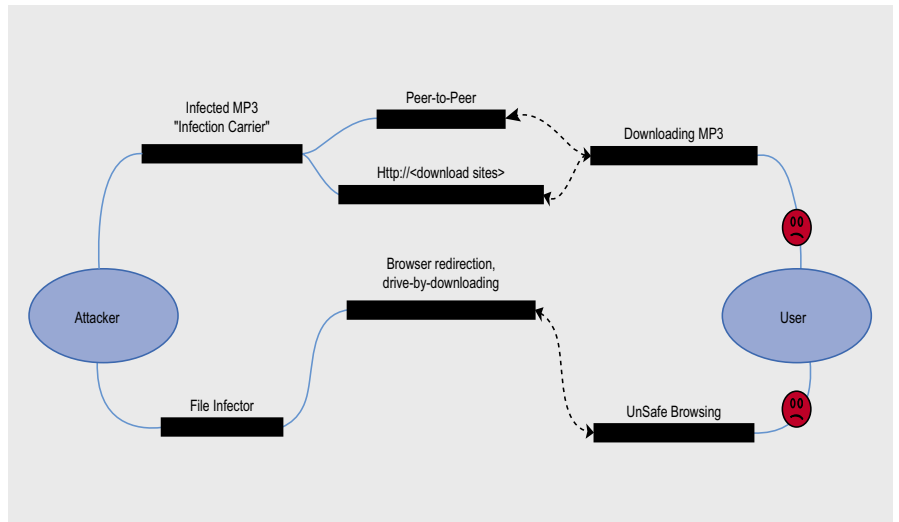 Infected MP3
"Infection Carrier"
Peer-to-Peer
Downloading MP3
Http://<download sites>
Browser redirection,
drive-by-downloading
Attacker
User
File Infector
UnSafe Browsing